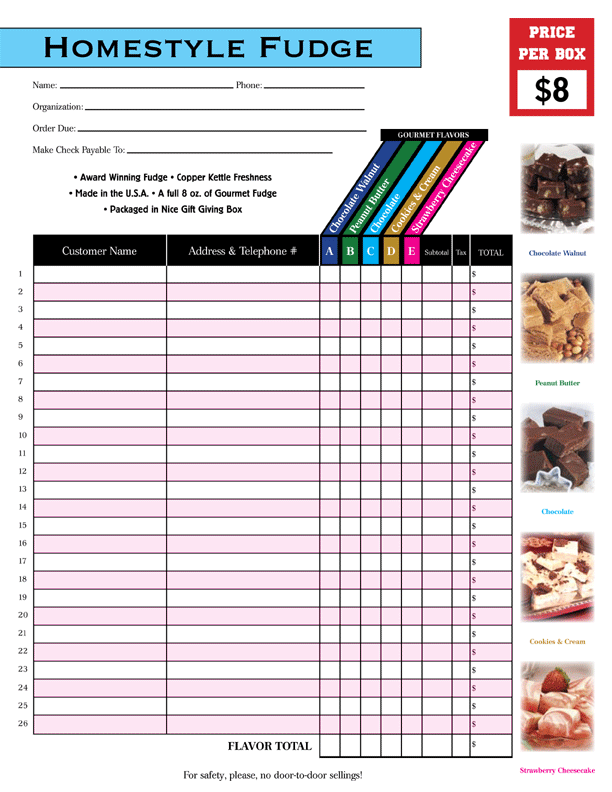 HOMESTYLE FUDGE
PRICE
PER BOX
$8
Name:
Phone:
Organization:
Order Due:
Make Check Payable To:
• Award Winning Fudge • Copper Kettle Freshness
• Made in the U.S.A. • A full 8 oz. of Gourmet Fudge
• Packaged in Nice Gift Giving Box
GOURMET FLAVORS
Chocolate Walnut
Peanut Butter
Chocolate
Cookies & Cream
Strawberry Cheesecake
Customer Name Address & Telephone # A B C D E Subtotal Tax TOTAL
1 $
2 $
3 $
4 $
5 $
6 $
7 $
8 $
9 $
10 $
11 $
12 $
13 $
14 $
15 $
16 $
17 $
18 $
19 $
20 $
21 $
22 $
23 $
24 $
25 $
26 $
FLAVOR TOTAL $
For safety, please, no door-to-door sellings!
Chocolate Walnut
Peanut Butter
Chocolate
Cookies & Cream
Strawberry Cheesecake